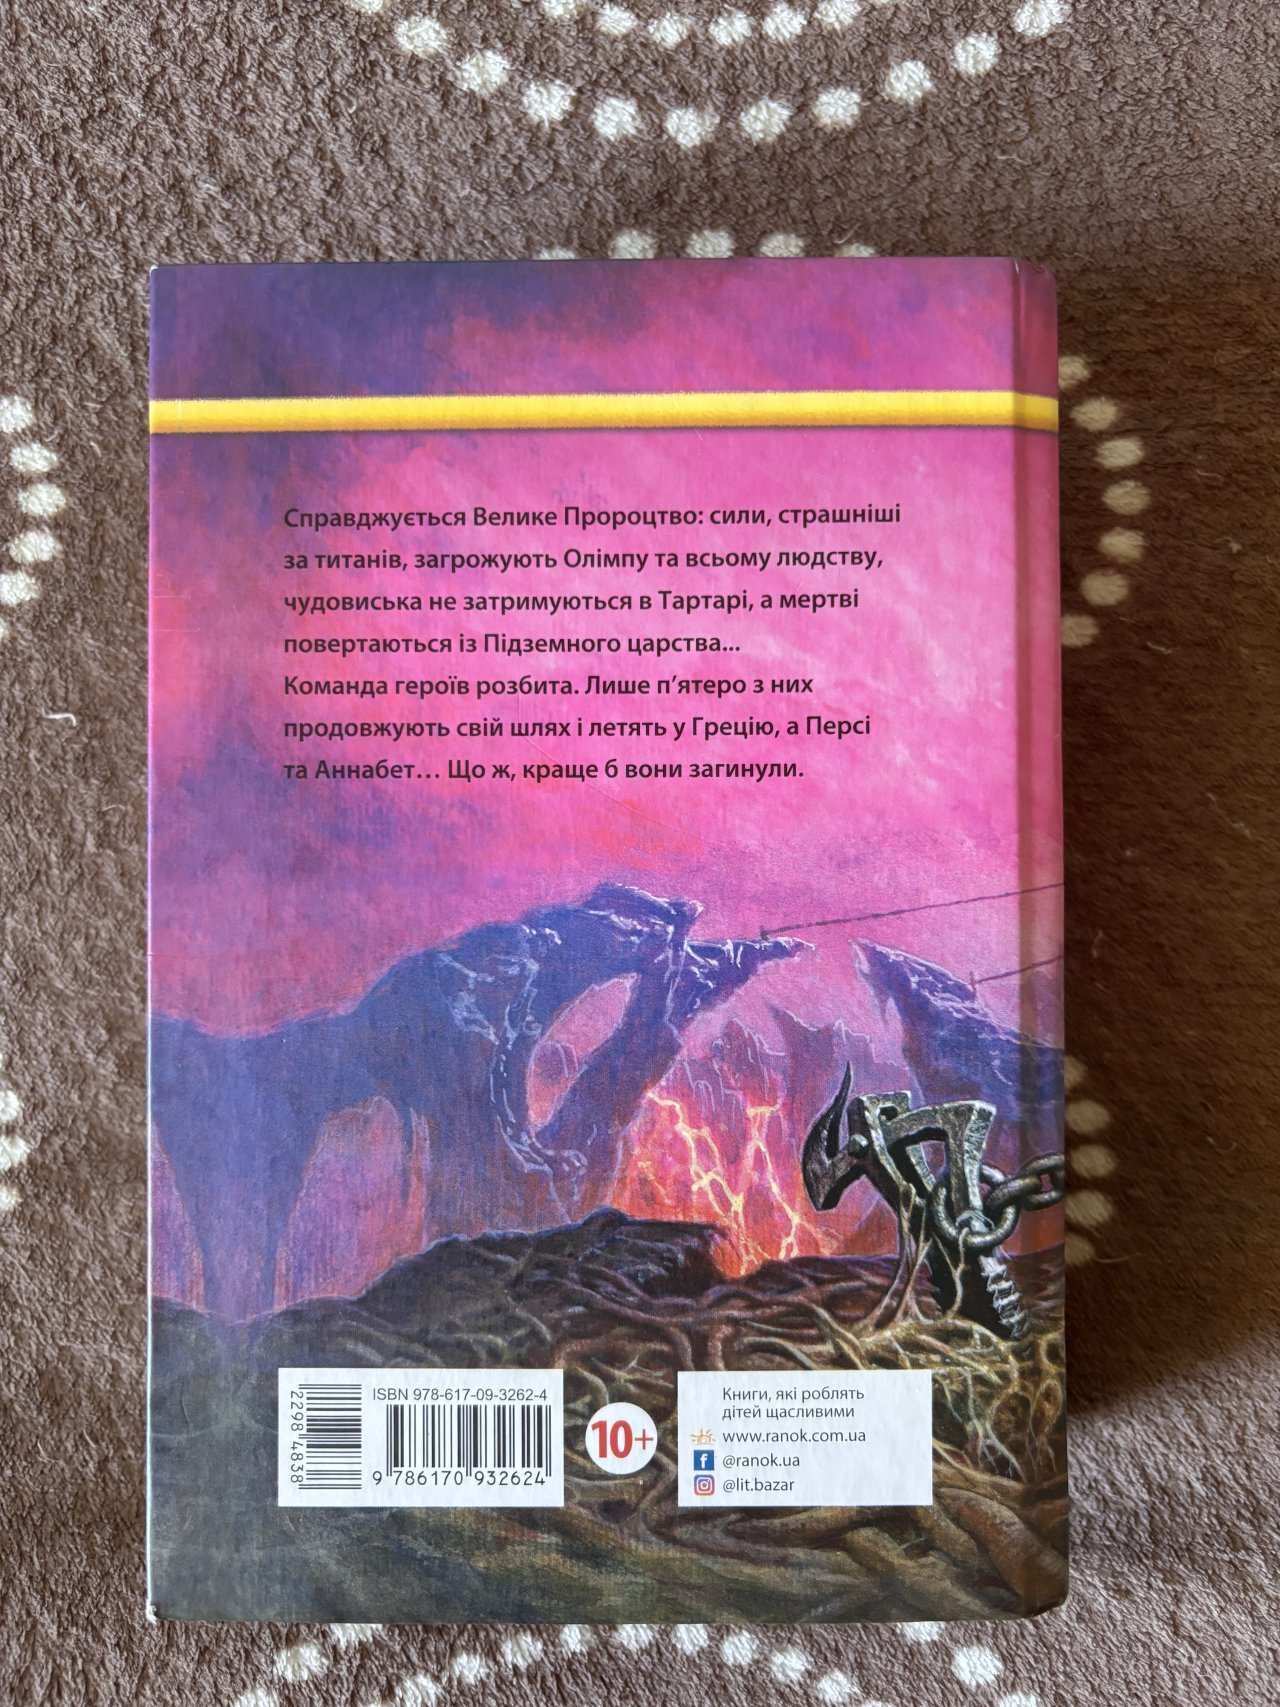 Справджується Велике Пророцтво: сили, страшніші
за титанів, загрожують Олімпу та всьому людству,
чудовиська не затримуються в Тартарі, а мертві
повертаються із Підземного царства...
Команда героїв розбита. Лише п’ятеро з них
продовжують свій шлях і летять у Грецію, а Персі
та Аннабет... Що ж, краще б вони загинули.
2298 4838
ISBN 978-617-09-3262-4
9 786170 932624
10+
Книги, які роблять
дітей щасливими
www.ranok.com.ua
@ranok.ua
@lit.bazar